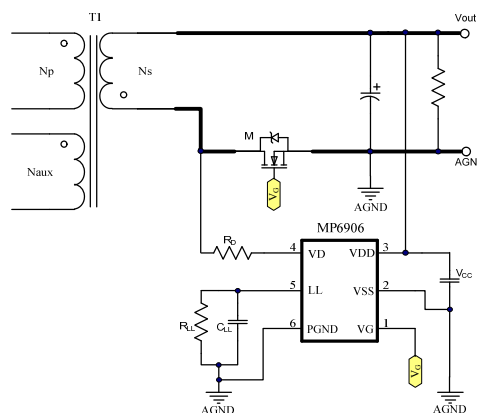 T1
Vout
Np
Ns
M
+
Naux
AGN
VG
AGND
MP6906
RD
4
VD
VDD
3
VCC
5
LL
VSS
2
RLL
CLL
6
PGND
VG
1
VG
AGND
AGND